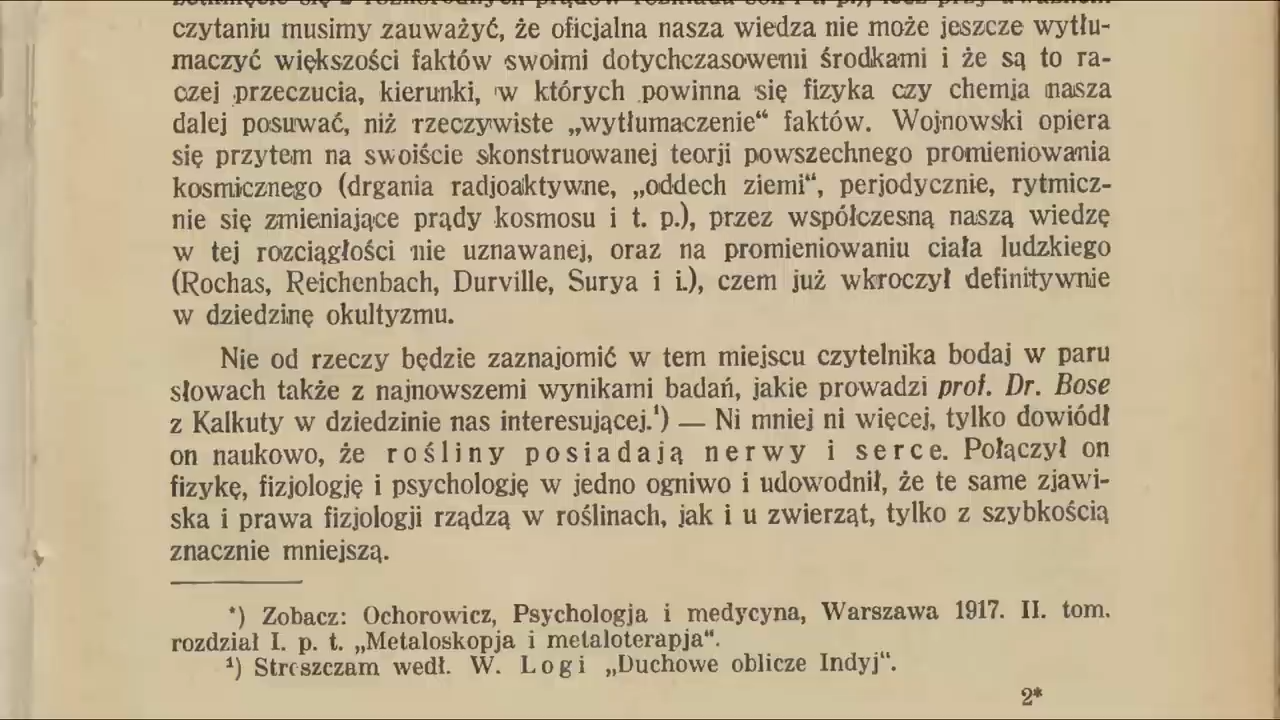 czytaniu musimy zauważyć, że oficjalna nasza wiedza nie może jeszcze wytłu-
maczyć większości faktów swoimi dotychczasowemi środkami i że są to ra-
czej przeczucia, kierunki, w których powinna się fizyka czy chemja nasza
dalej posuwać, niż rzeczywiste „wytłumaczenie“ faktów. Wojnowski opiera
się przytem na swoiście skonstruowanej teorji powszechnego promieniowania
kosmicznego (drgania radjoaktywne, „oddech ziemi“, perjodycznie, rytmicz-
nie się zmieniające prądy kosmosu i t. p.), przez współczesną naszą wiedzę
w tej rozciągłości nie uznawanej, oraz na promieniowaniu ciała ludzkiego
(Rochas, Reichenbach, Durville, Surya i i.), czem już wkroczył definitywnie
w dziedzinę okultyzmu.
Nie od rzeczy będzie zaznajomić w tem miejscu czytelnika bodaj w paru
słowach także z najnowszemi wynikami badań, jakie prowadzi prof. Dr. Bose
z Kalkuty w dziedzinie nas interesującej.¹) — Ni mniej ni więcej, tylko dowiódł
on naukowo, że rośliny posiadają nerwy i serce. Połączył on
fizykę, fizjologję i psychologję w jedno ogniwo i udowodnił, że te same zjawi-
ska i prawa fizjologji rządzą w roślinach, jak i u zwierząt, tylko z szybkością
znacznie mniejszą.
*) Zobacz: Ochorowicz, Psychologja i medycyna, Warszawa 1917. II. tom.
rozdział I. p. t. „Metaloskopja i metaloterapja“.
¹) Streszczam wedł. W. Logi „Duchowe oblicze Indyj“.
2*